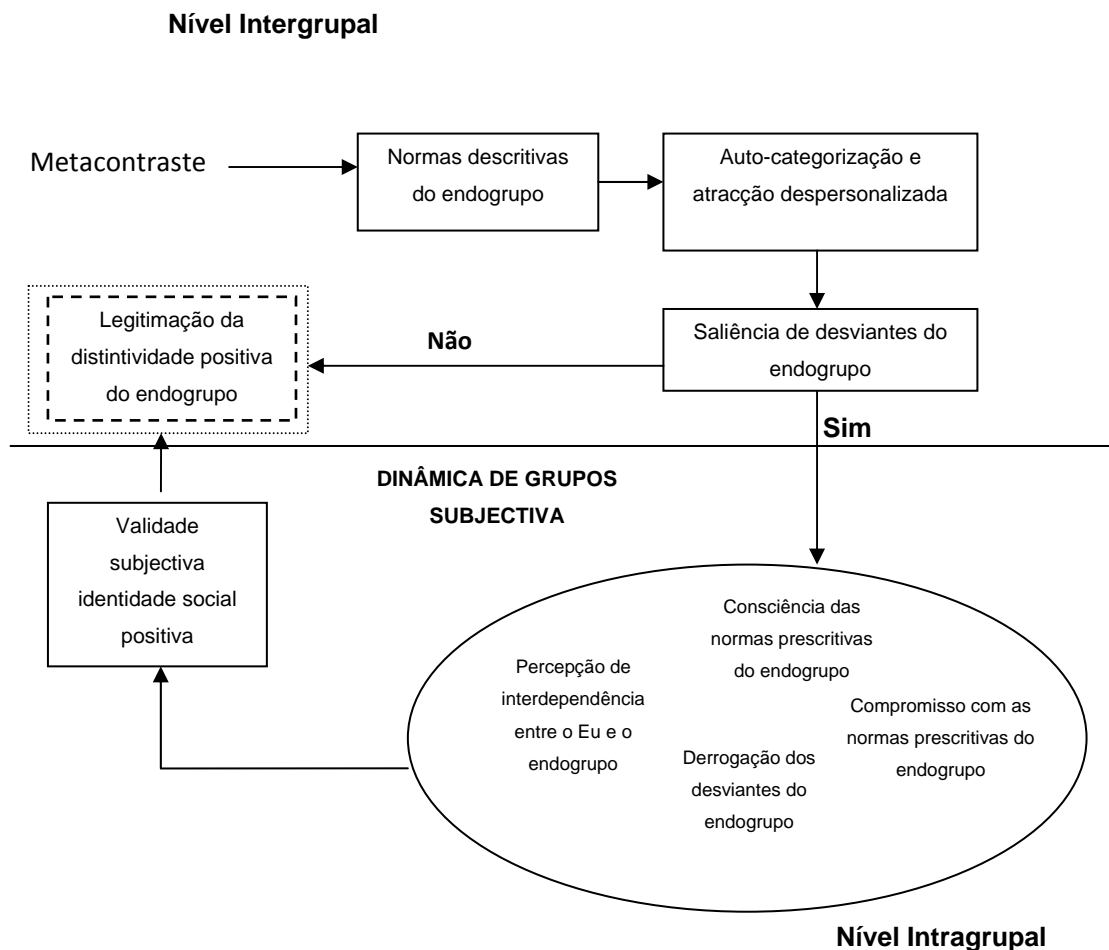 Nível Intergrupal
Metacontraste
Normas descritivas
do endogrupo
Auto-categorização e
atracção despersonalizada
Legitimação da
distintividade positiva
do endogrupo
Não
Saliência de desviantes do
endogrupo
Sim
DINÂMICA DE GRUPOS
SUBJECTIVA
Validade
subjectiva
identidade social
positiva
Consciência das
normas prescritivas
do endogrupo
Percepção de
interdependência
entre o Eu e o
endogrupo
Compromisso com as
normas prescritivas do
endogrupo
Derrogação dos
desviantes do
endogrupo
Nível Intragrupal